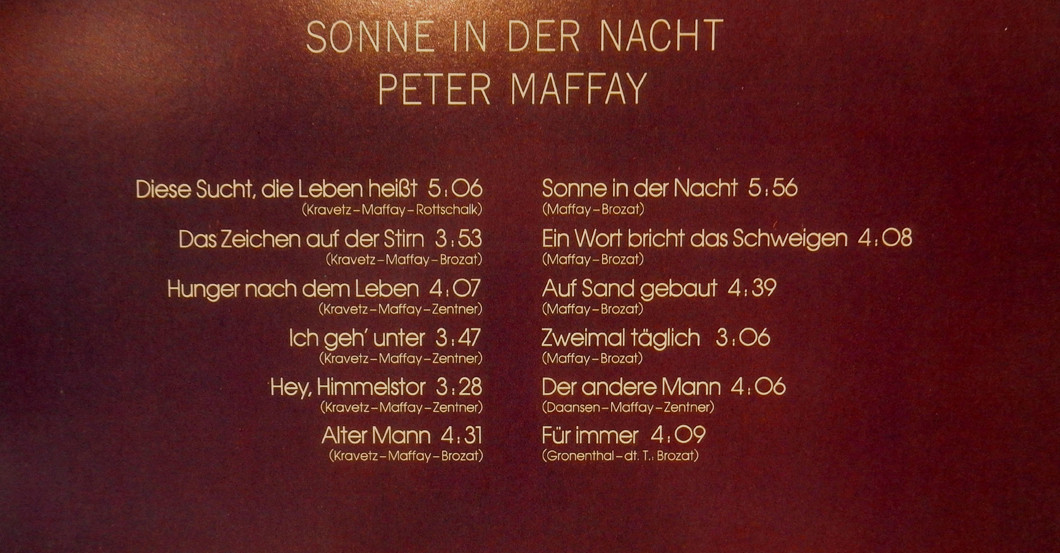 SONNE IN DER NACHT
PETER MAFFAY
Diese Sucht, die Leben heißt 5:06
(Kravetz–Maffay–Rottschalk)
Das Zeichen auf der Stirn 3:53
(Kravetz–Maffay–Brozat)
Hunger nach dem Leben 4:07
(Kravetz–Maffay–Zentner)
Ich geh' unter 3:47
(Kravetz–Maffay–Zentner)
Hey, Himmelstor 3:28
(Kravetz–Maffay–Zentner)
Alter Mann 4:31
(Kravetz–Maffay–Brozat)
Sonne in der Nacht 5:56
(Maffay–Brozat)
Ein Wort bricht das Schweigen 4:08
(Maffay–Brozat)
Auf Sand gebaut 4:39
(Maffay–Brozat)
Zweimal täglich 3:06
(Maffay–Brozat)
Der andere Mann 4:06
(Daansen–Maffay–Zentner)
Für immer 4:09
(Gronenthal–dt. T.: Brozat)